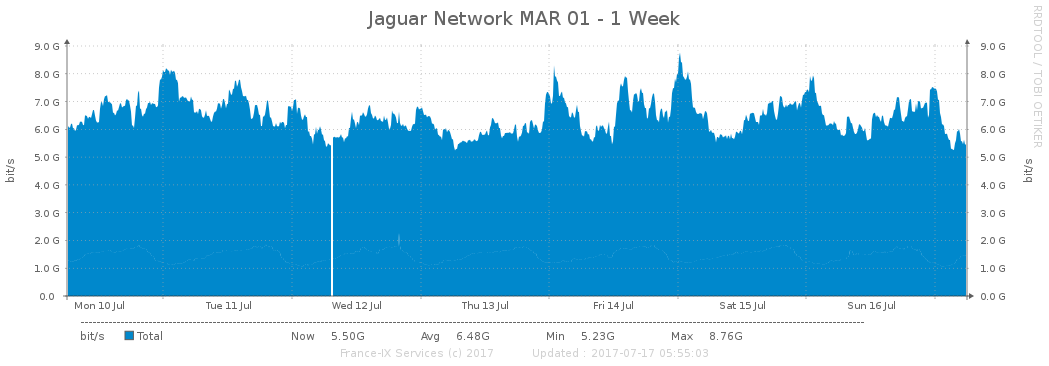 Jaguar Network MAR 01 - 1 Week
RRDTOOL / TOBI OETIKER
bit/s
bit/s
9.0 G 9.0 G
8.0 G 8.0 G
7.0 G 7.0 G
6.0 G 6.0 G
5.0 G 5.0 G
4.0 G 4.0 G
3.0 G 3.0 G
2.0 G 2.0 G
1.0 G 1.0 G
0.0 0.0 G
Mon 10 Jul Tue 11 Jul Wed 12 Jul Thu 13 Jul Fri 14 Jul Sat 15 Jul Sun 16 Jul
bit/s Total Now 5.50G Avg 6.48G Min 5.23G Max 8.76G
France-IX Services (c) 2017 Updated : 2017-07-17 05:55:03